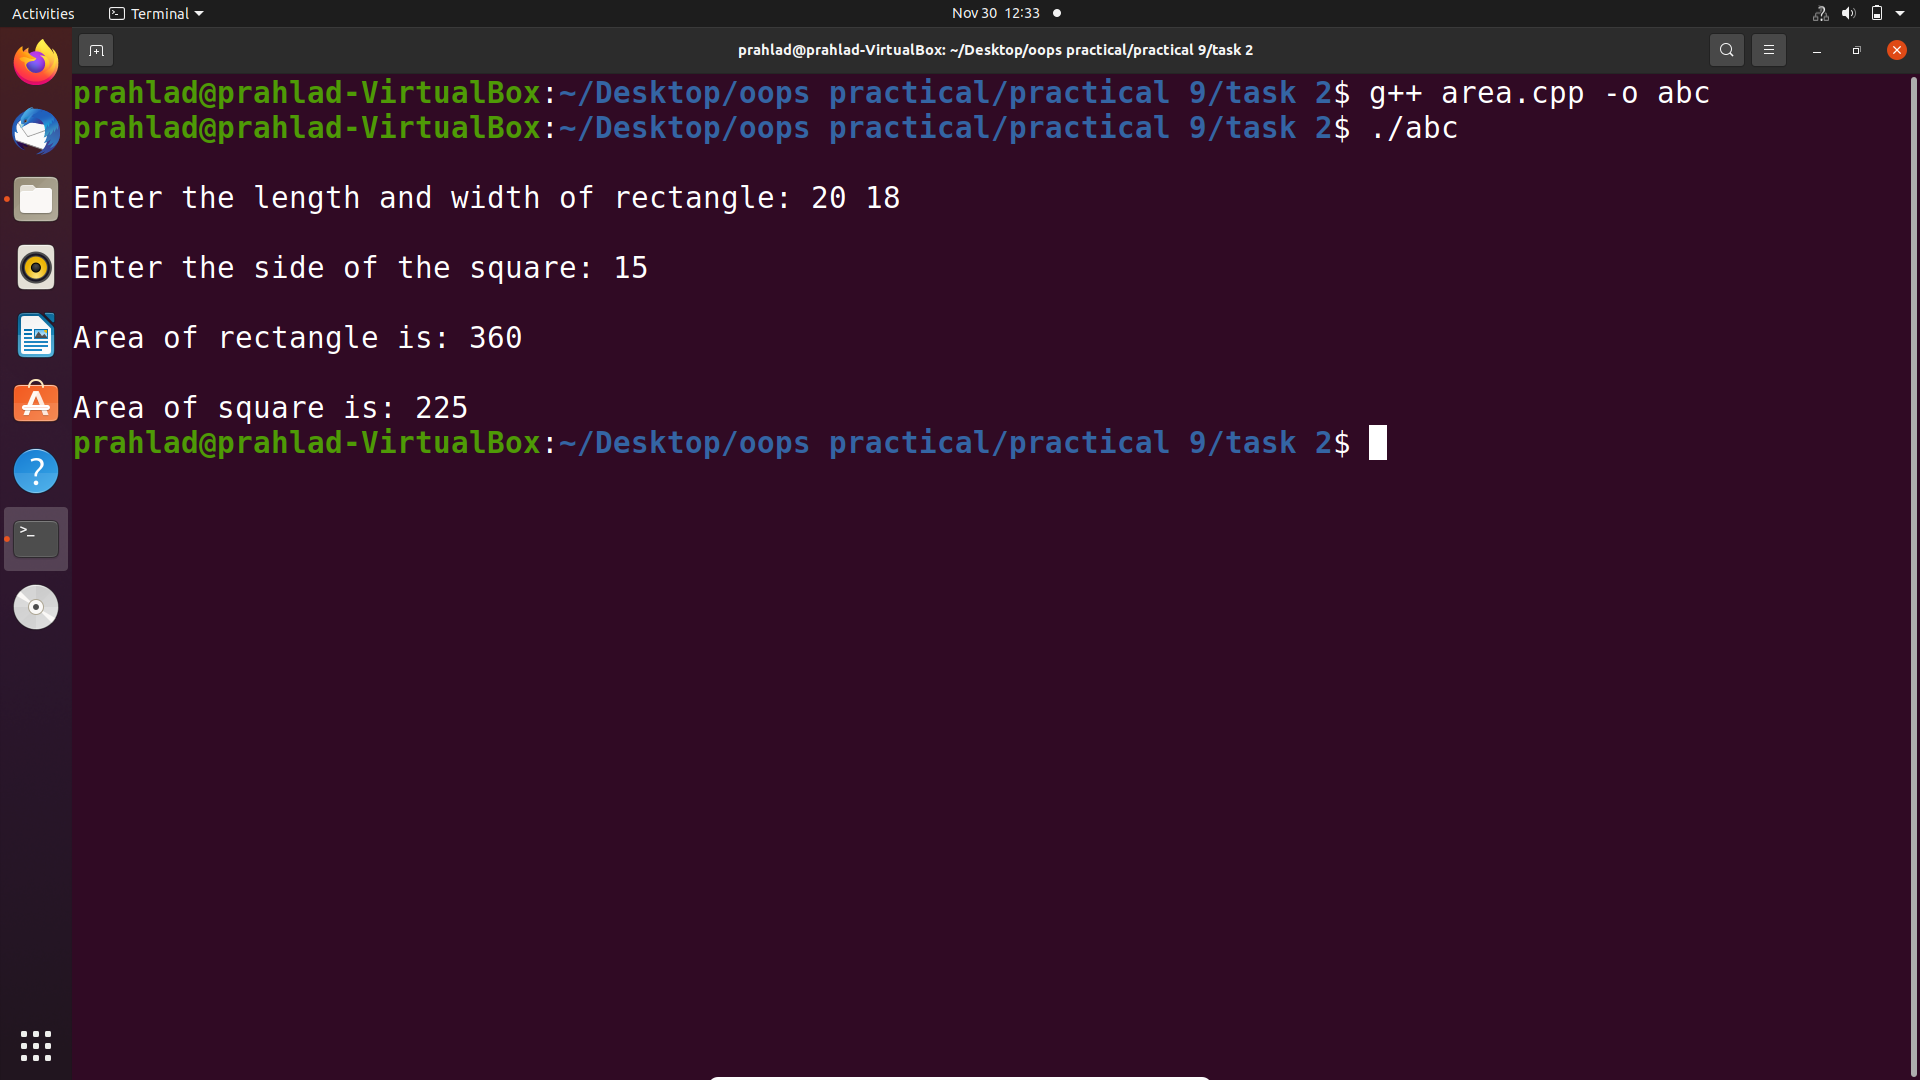 Activities Terminal Nov 30 12:33
prahlad@prahlad-VirtualBox: ~/Desktop/oops practical/practical 9/task 2
prahlad@prahlad-VirtualBox:~/Desktop/oops practical/practical 9/task 2$ g++ area.cpp -o abc
prahlad@prahlad-VirtualBox:~/Desktop/oops practical/practical 9/task 2$ ./abc
Enter the length and width of rectangle: 20 18
Enter the side of the square: 15
Area of rectangle is: 360
Area of square is: 225
prahlad@prahlad-VirtualBox:~/Desktop/oops practical/practical 9/task 2$